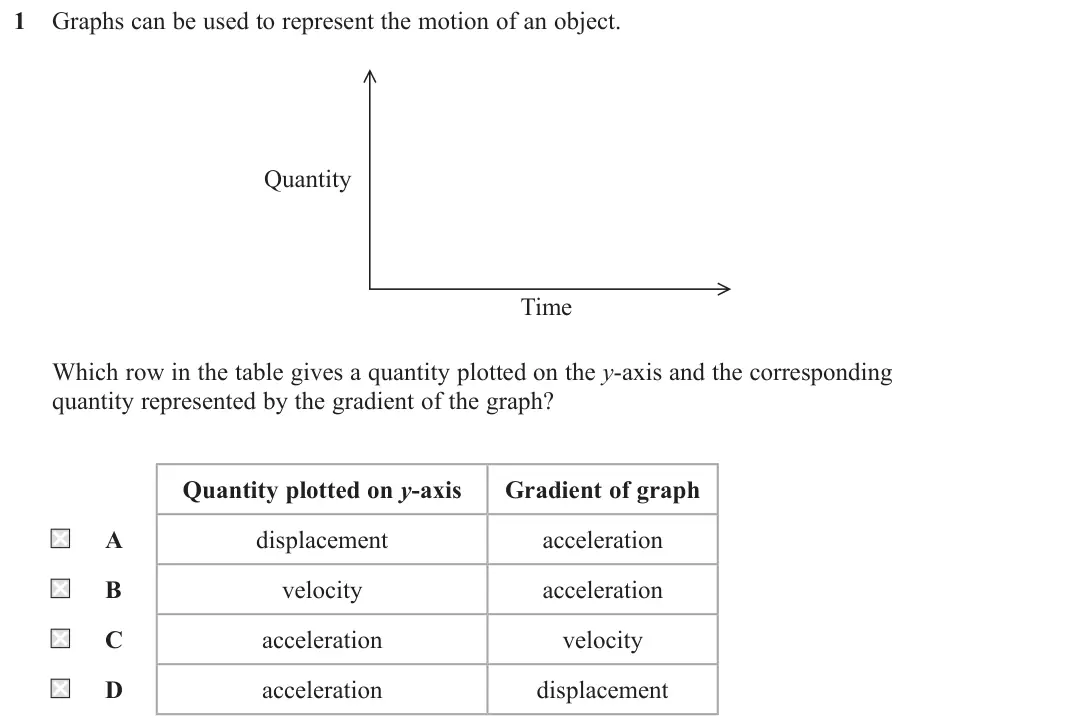 1 Graphs can be used to represent the motion of an object.
Quantity
Time
Which row in the table gives a quantity plotted on the y-axis and the corresponding
quantity represented by the gradient of the graph?
Quantity plotted on y-axis Gradient of graph
A displacement acceleration
B velocity acceleration
C acceleration velocity
D acceleration displacement